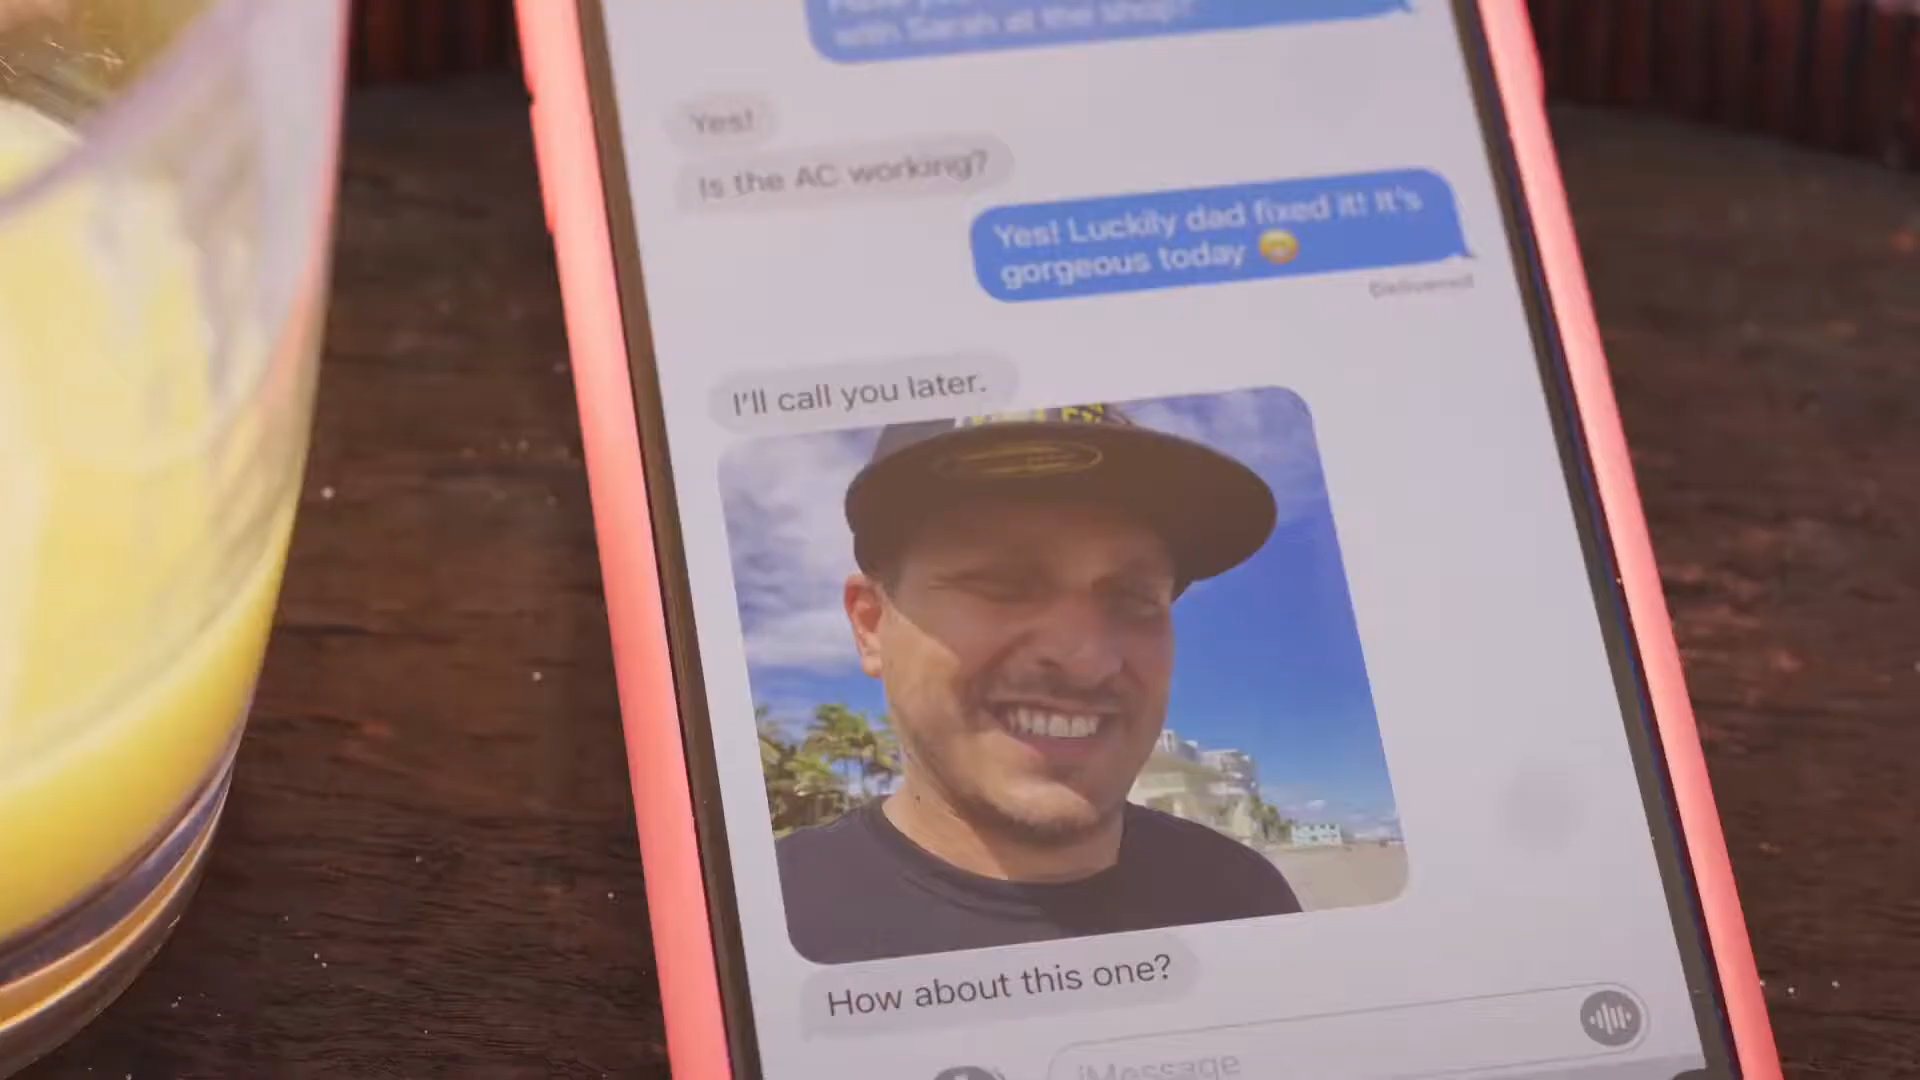 with Sarah at the shop?
Yes!
Is the AC working?
Yes! Luckily dad fixed it! It's
gorgeous today 😁
Delivered
I'll call you later.
How about this one?
iMessage